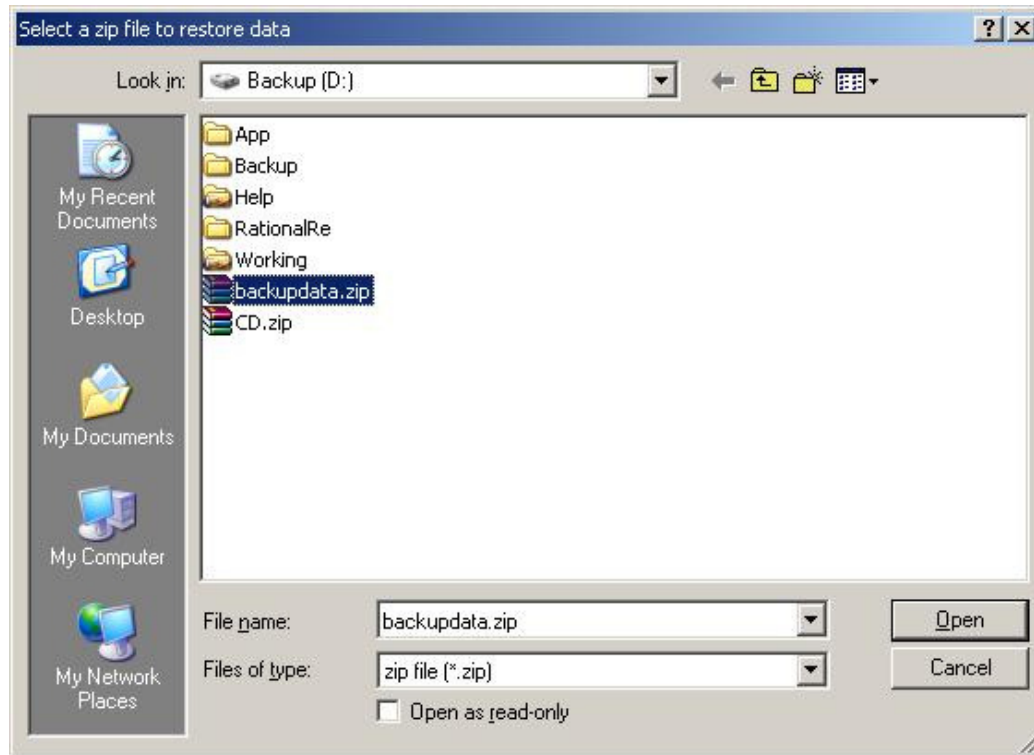 Select a zip file to restore data
Look in:
Backup (D:)
My Recent
Documents
Desktop
My Documents
My Computer
My Network
Places
App
Backup
Help
RationalRe
Working
backupdata.zip
CD.zip
File name:
backupdata.zip
Open
Files of type:
zip file (*.zip)
Cancel
Open as read-only